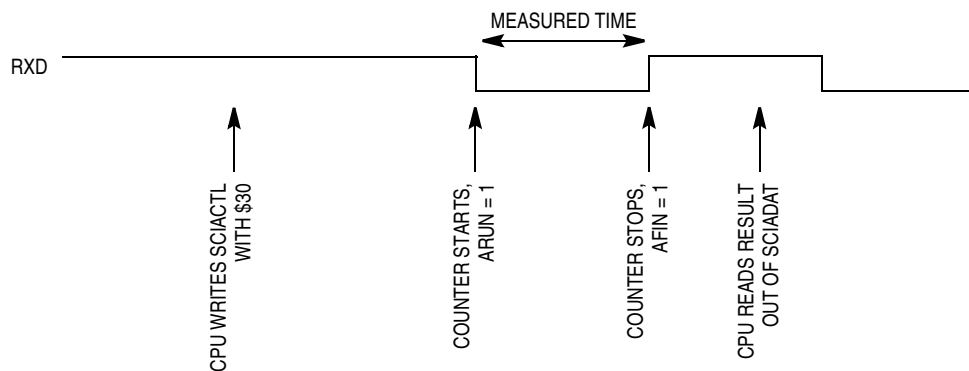 MEASURED TIME
RXD
CPU WRITES SCIACTL
WITH $30
COUNTER STARTS,
ARUN = 1
COUNTER STOPS,
AFIN = 1
CPU READS RESULT
OUT OF SCIADAT